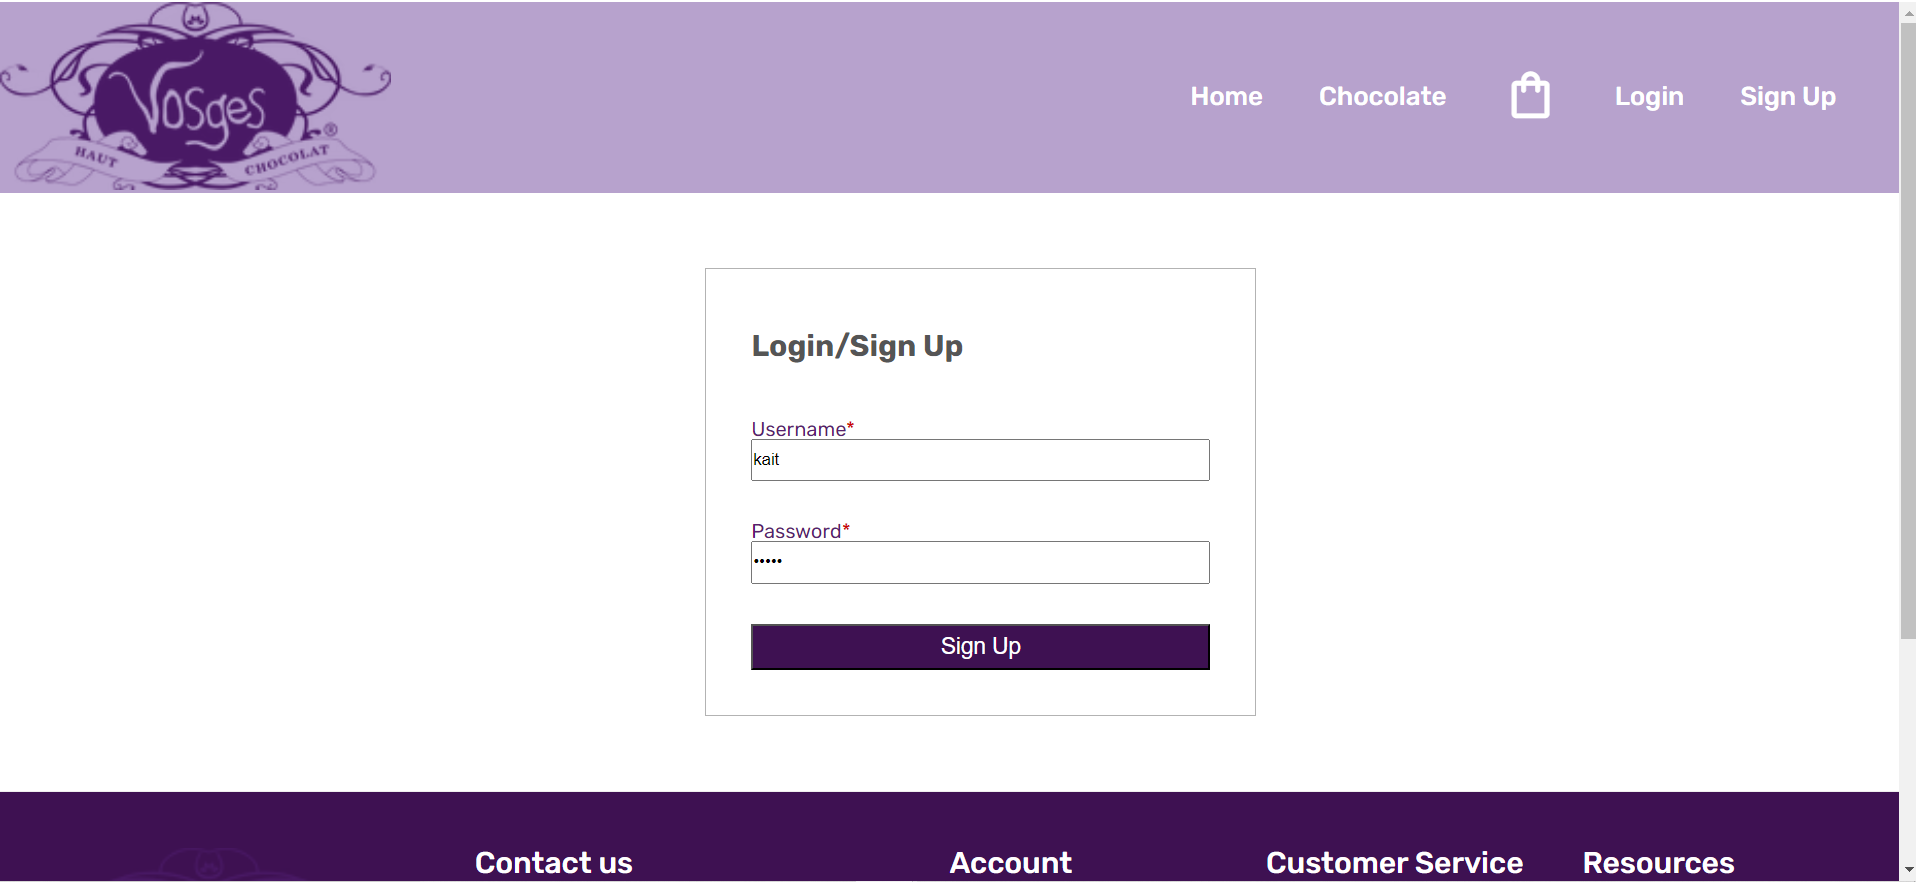 Vosges
HAUT CHOCOLAT ®
Home Chocolate Login Sign Up
Login/Sign Up
Username*
kait
Password*
•••••
Sign Up
Contact us Account Customer Service Resources